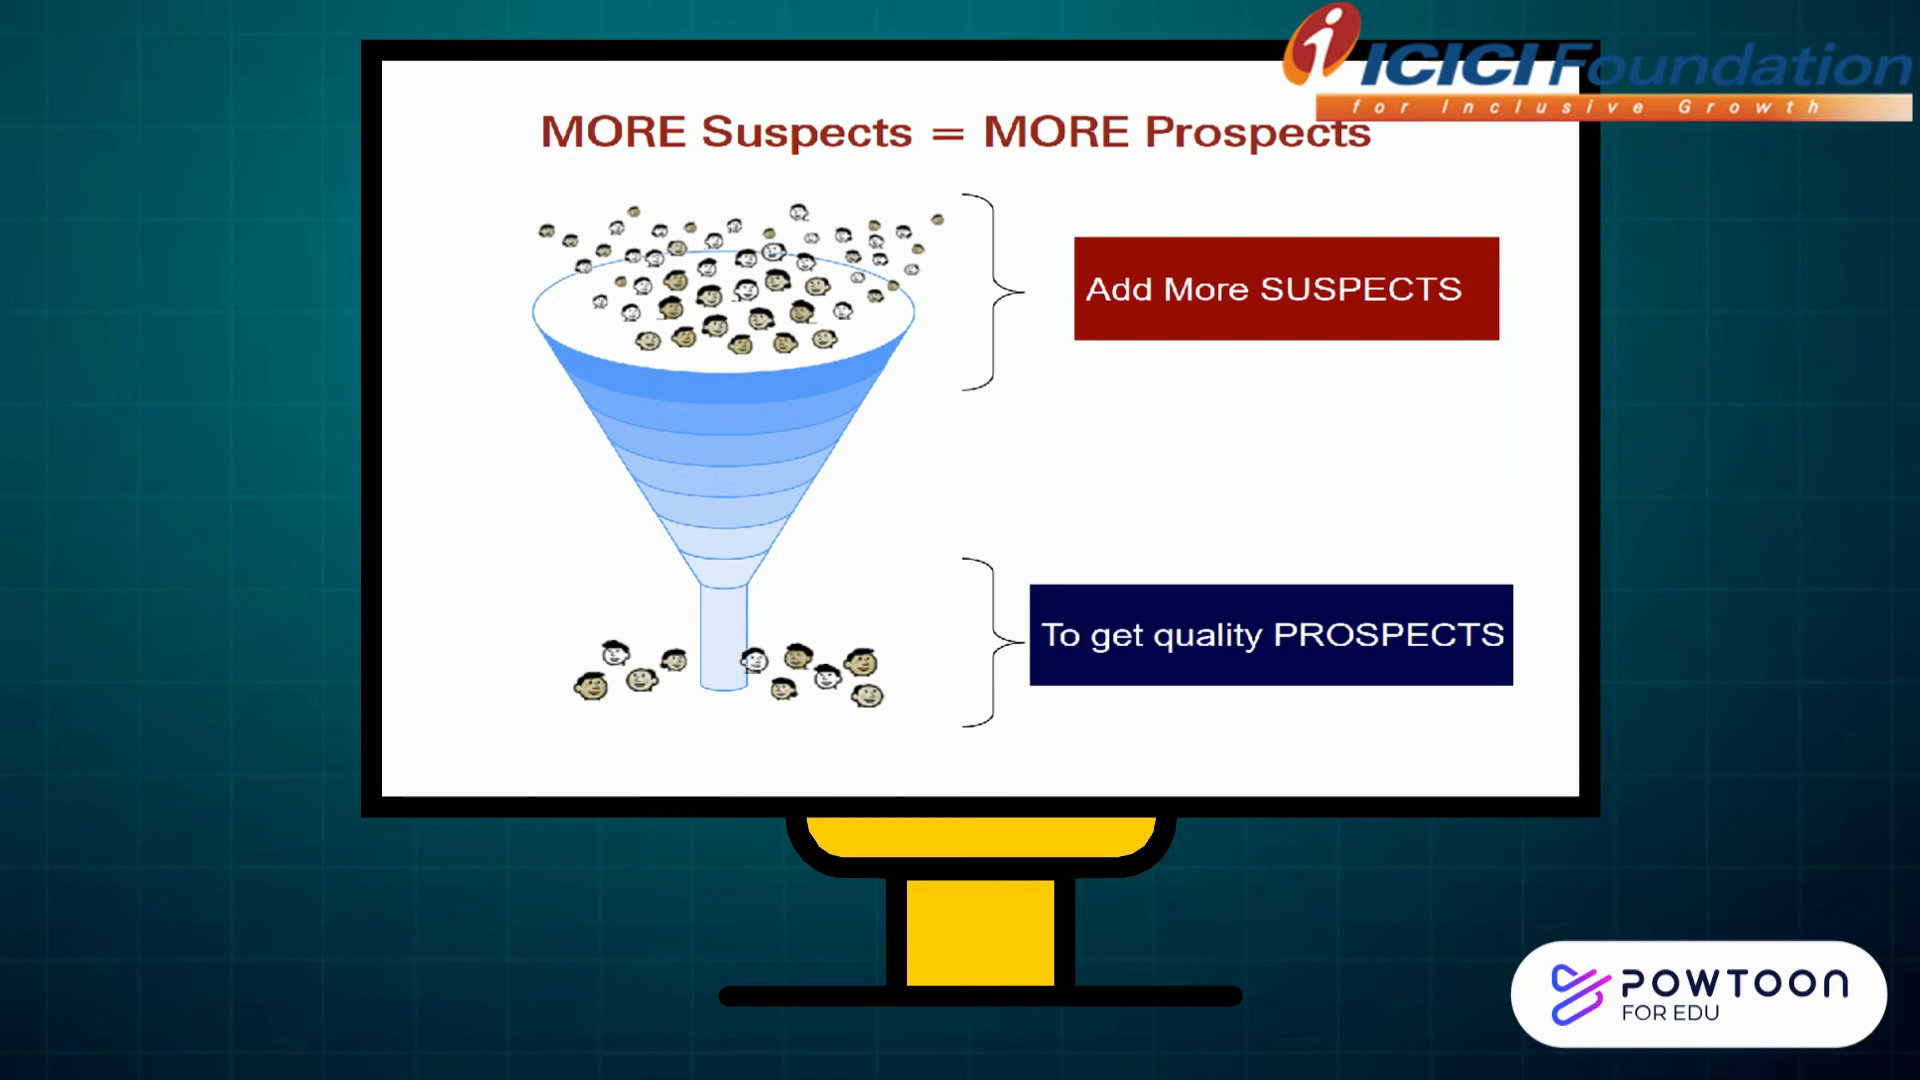 i ICICI Foundation
for Inclusive Growth
MORE Suspects = MORE Prospects
Add More SUSPECTS
To get quality PROSPECTS
POWTOON
FOR EDU